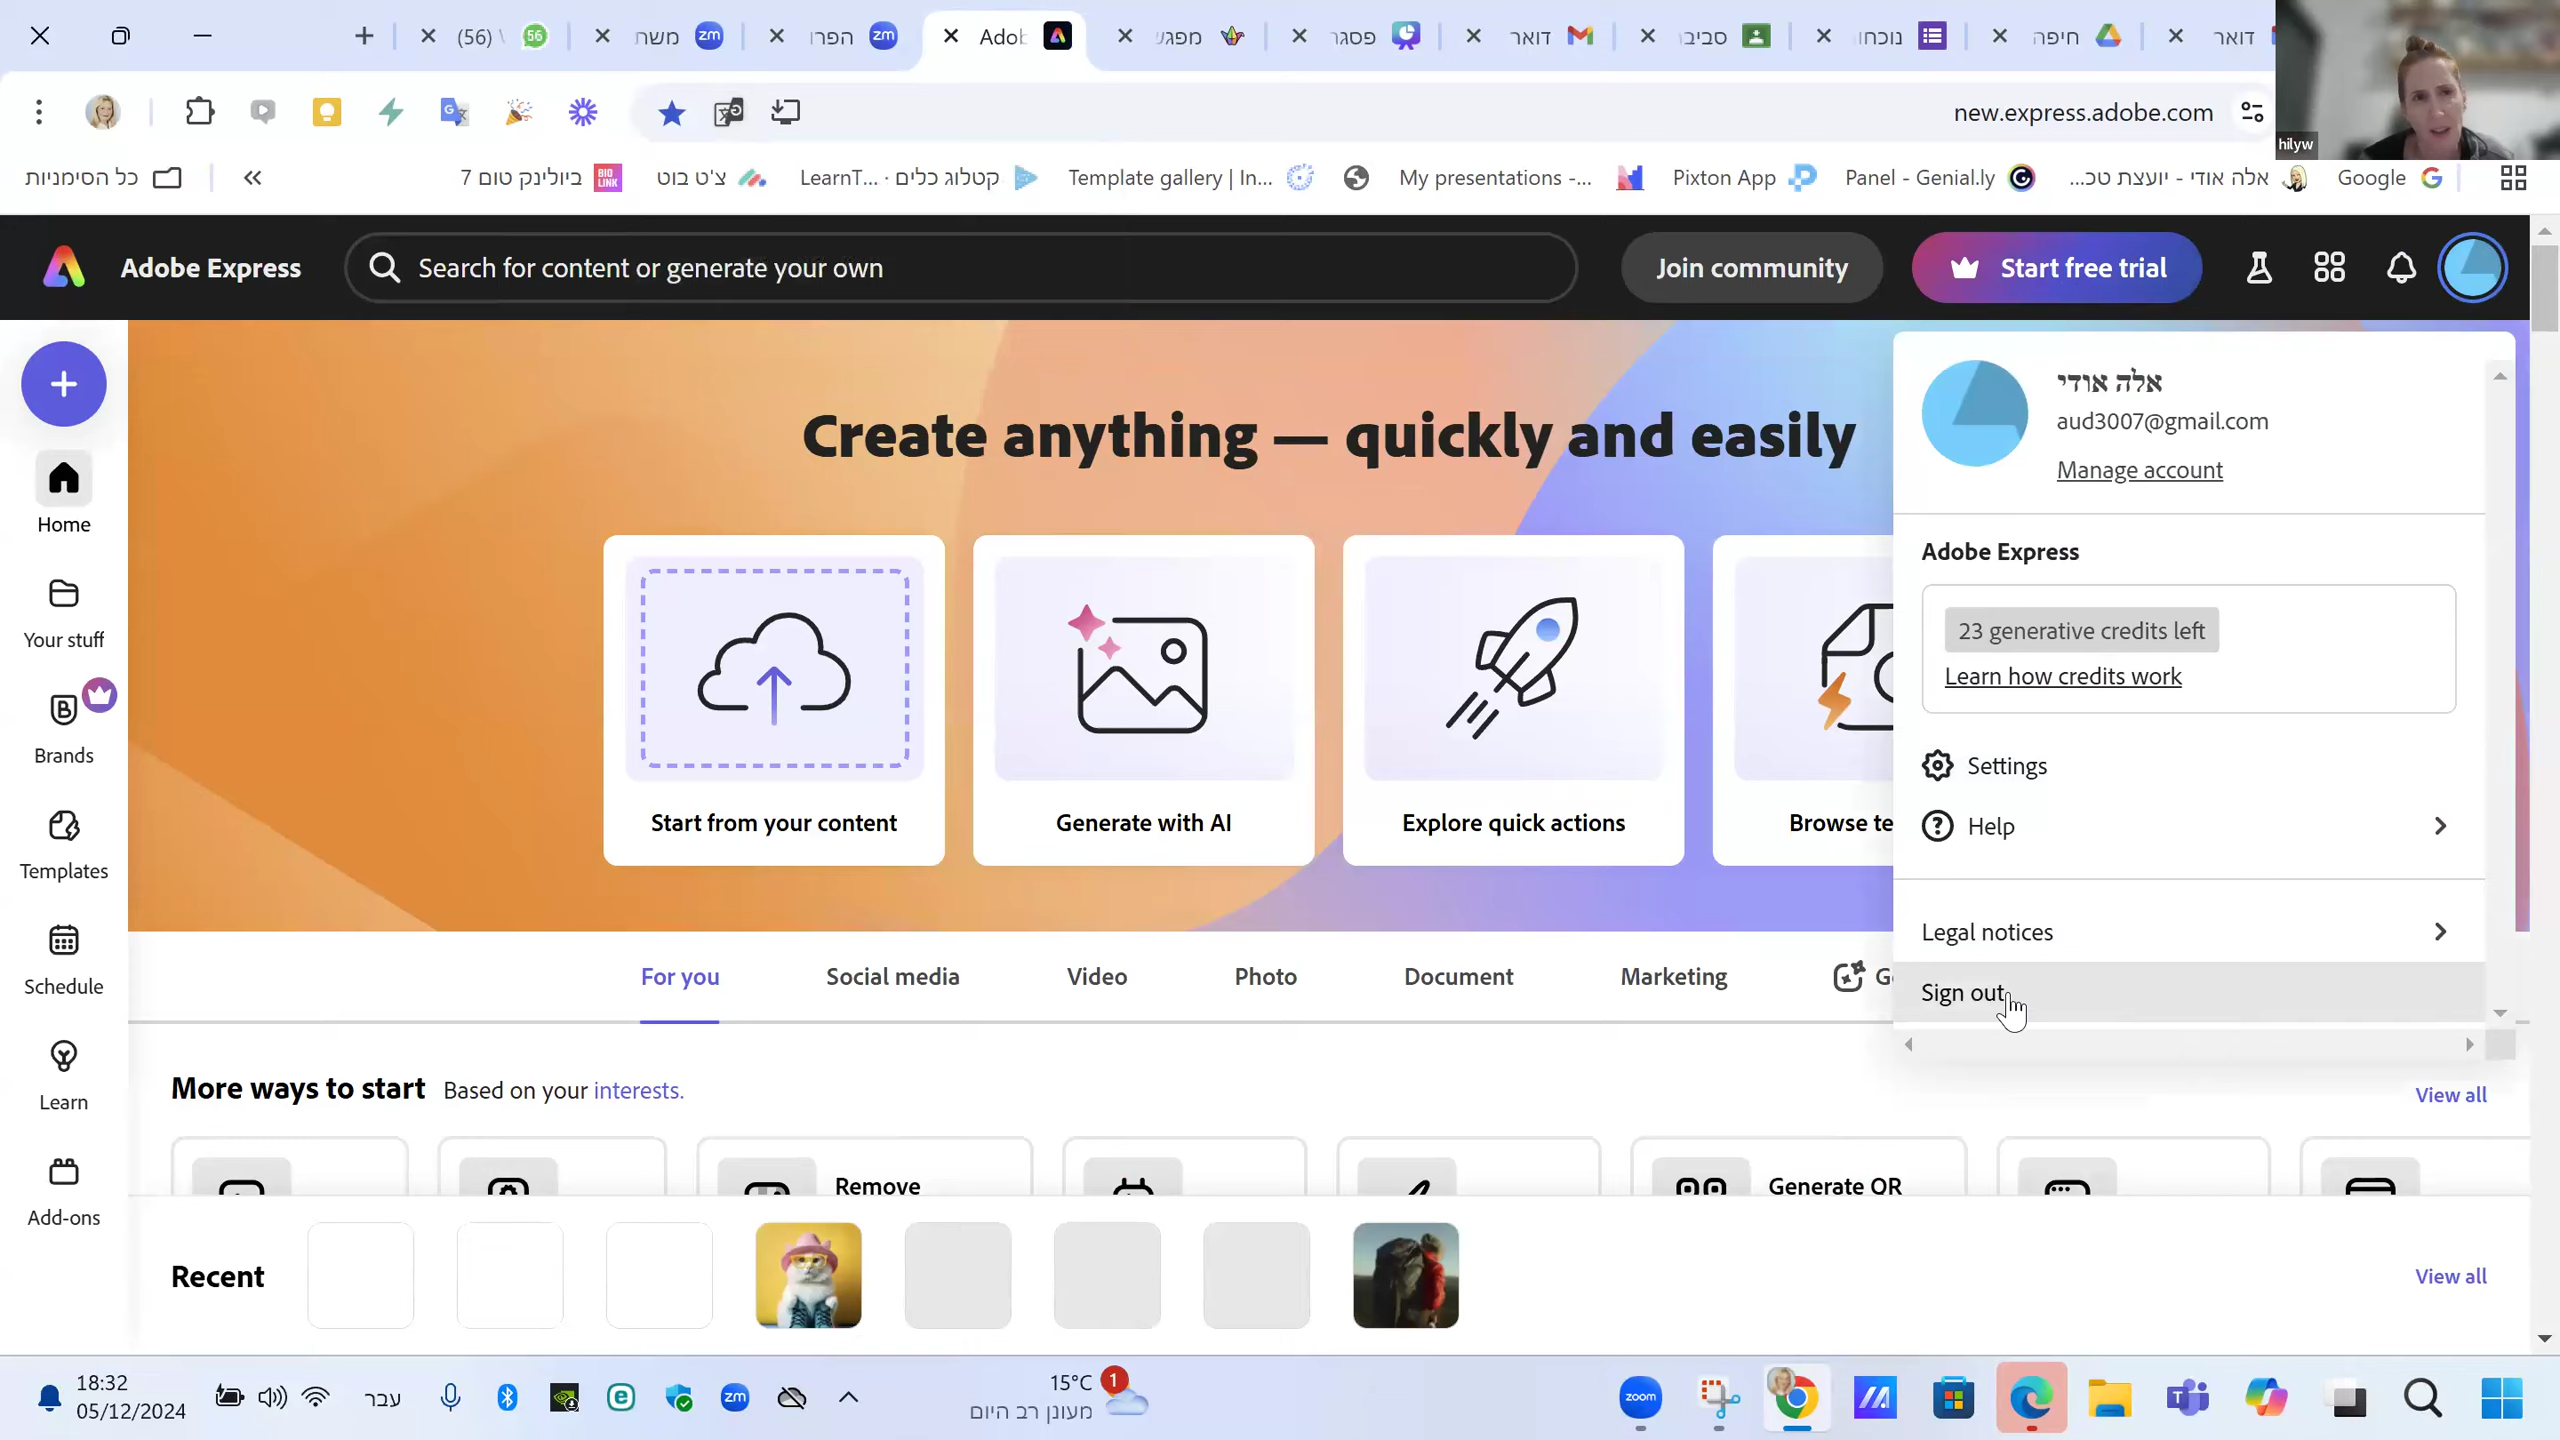 (56)
משת
הפרו
Adob
מפגש
פסגר
דואר
סביב
נוכחו
חיפה
דואר
new.express.adobe.com
hilyw
כל הסימניות
ביולינק טום 7
צ'ט בוט
קטלוג כלים · LearnT...
Template gallery | In...
My presentations -...
Pixton App
Panel - Genial.ly
אלה אודי - יועצת טכ...
Google
Adobe Express
Search for content or generate your own
Join community
Start free trial
Home
Your stuff
Brands
Templates
Schedule
Learn
Add-ons
Create anything — quickly and easily
Start from your content
Generate with AI
Explore quick actions
Browse te
אלה אודי
aud3007@gmail.com
Manage account
Adobe Express
23 generative credits left
Learn how credits work
Settings
Help
Legal notices
Sign out
For you
Social media
Video
Photo
Document
Marketing
Ge
More ways to start
Based on your interests.
View all
Remove
Generate QR
Recent
View all
18:32
05/12/2024
עבר
15°C
מעונן רב היום
1
zoom